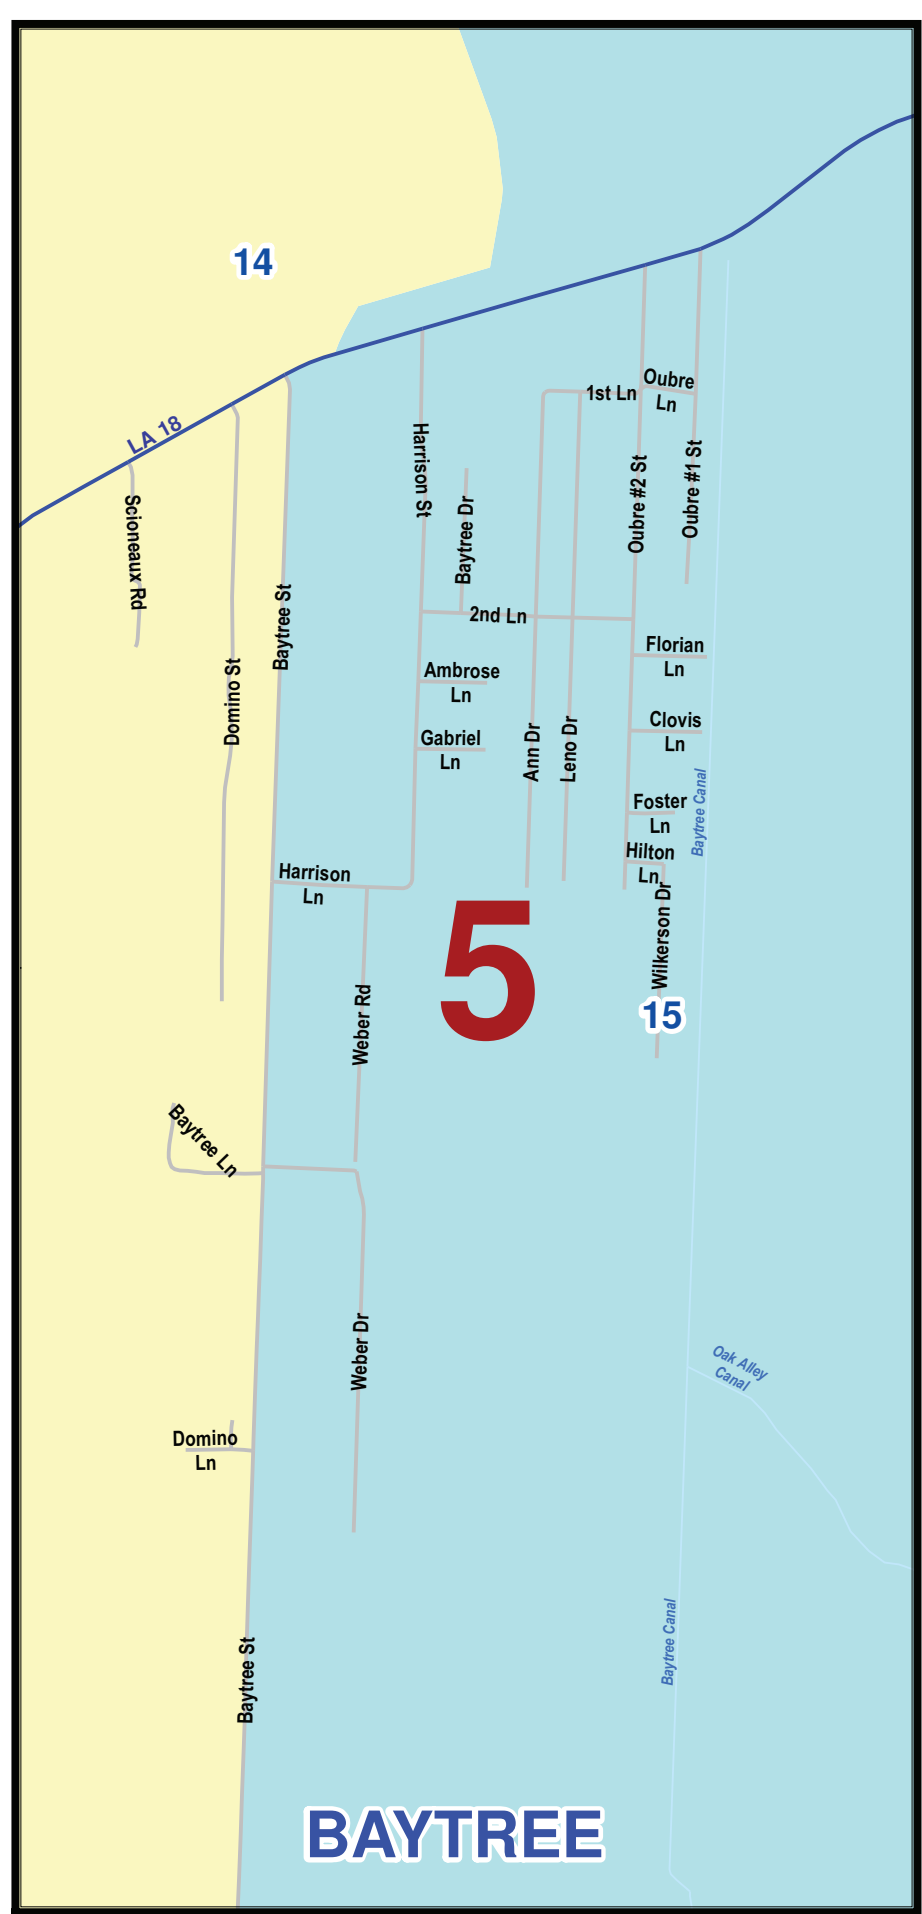 14
LA 18
Oubre
Ln
1st Ln
Harrison St
Oubre #2 St
Oubre #1 St
Scioneaux Rd
Baytree Dr
Baytree St
2nd Ln
Domino St
Florian
Ln
Ambrose
Ln
Clovis
Ln
Gabriel
Ln
Ann Dr
Leno Dr
Baytree Canal
Foster
Ln
Hilton
Ln
Harrison
Ln
5
Wilkerson Dr
15
Weber Rd
Baytree Ln
Weber Dr
Oak Alley
Canal
Domino
Ln
Baytree St
Baytree Canal
BAYTREE